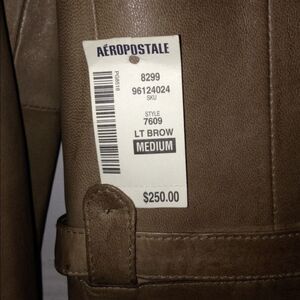 AÉROPOSTALE
8299
96124024
SKU
STYLE
7609
LT BROW
MEDIUM
$250.00